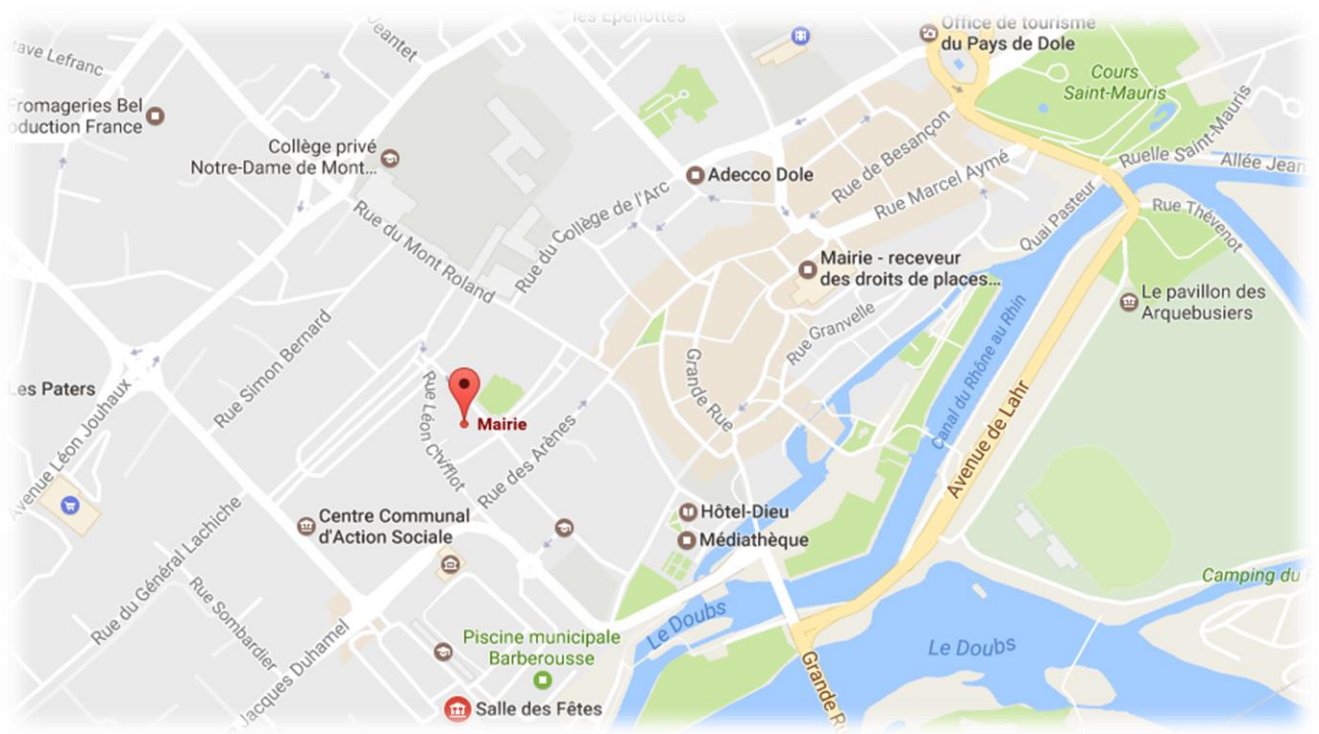 les Épenottes
Office de tourisme
du Pays de Dole
Jeantet
tave Lefranc
Cours
Saint-Mauris
Fromageries Bel
oduction France
Collège privé
Notre-Dame de Mont...
Adecco Dole
Rue de Besançon
Rue Marcel Aymé
Ruelle Saint-Mauris
Allée Jean
Rue Thévenot
Quai Pasteur
Rue du Collège de l'Arc
Rue du Mont Roland
Mairie - receveur
des droits de places...
Le pavillon des
Arquebusiers
Rue Granvelle
Grande Rue
Canal du Rhône au Rhin
Avenue de Lahr
Rue Simon Bernard
Les Paters
Avenue Léon Jouhaux
Rue Léon
Mairie
Rue des Arènes
Hôtel-Dieu
Médiathèque
Centre Communal
d'Action Sociale
Rue du Général Lachiche
Rue Sombardier
Jacques Duhamel
Piscine municipale
Barberousse
Salle des Fêtes
Le Doubs
Le Doubs
Camping du
Grande R